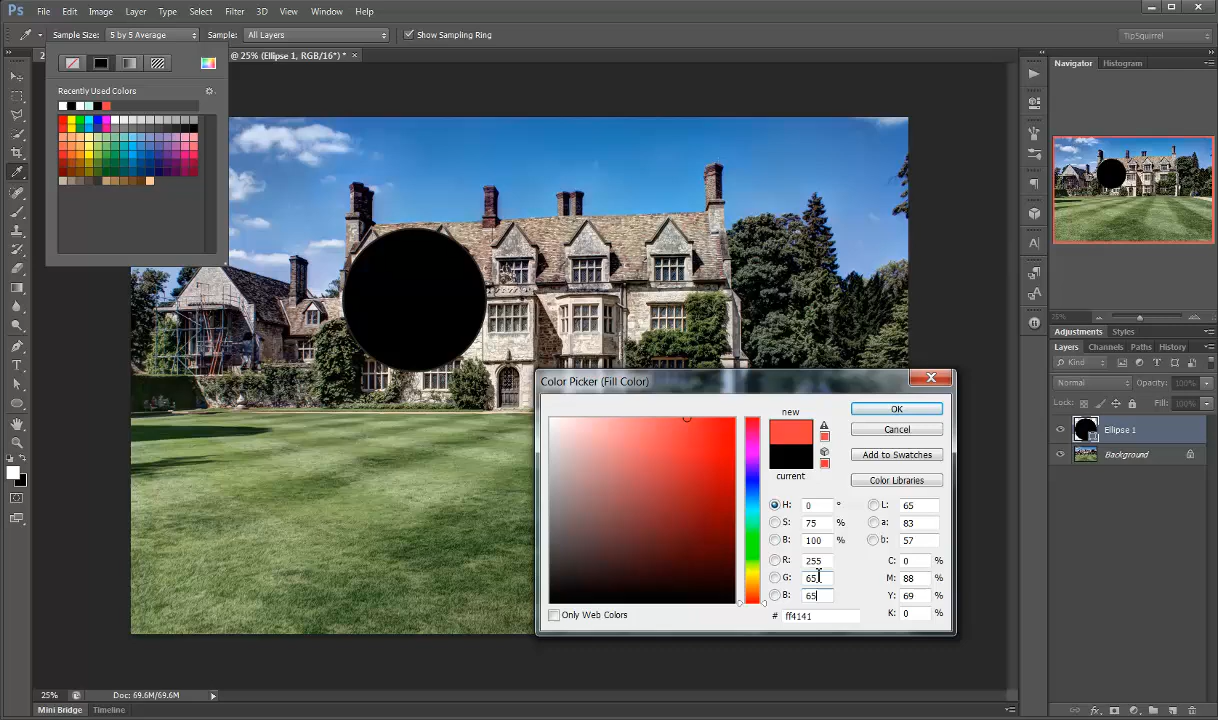 Ps File Edit Image Layer Type Select Filter 3D View Window Help
Sample Size: 5 by 5 Average Sample: All Layers Show Sampling Ring TipSquirrel
2 @ 25% (Ellipse 1, RGB/16*) * ×
Recently Used Colors
Navigator Histogram
25%
Adjustments Styles
Layers Channels Paths History
Kind
Normal Opacity: 100%
Lock: Fill: 100%
Ellipse 1
Background
Color Picker (Fill Color)
new
current
OK
Cancel
Add to Swatches
Color Libraries
H: 0 ° L: 65
S: 75 % a: 83
B: 100 % b: 57
R: 255 C: 0 %
G: 65 M: 88 %
B: 65 Y: 69 %
# ff4141 K: 0 %
Only Web Colors
25% Doc: 69.6M/69.6M
Mini Bridge Timeline